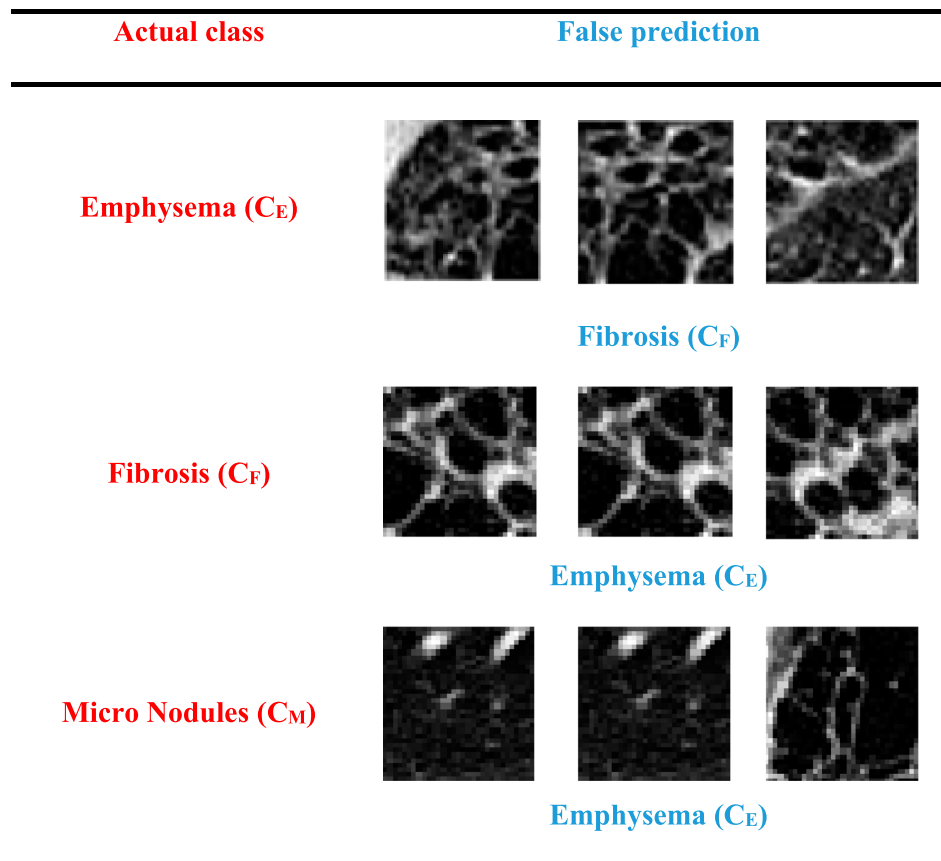 Actual class False prediction
Emphysema (CE)
Fibrosis (CF)
Fibrosis (CF)
Emphysema (CE)
Micro Nodules (CM)
Emphysema (CE)